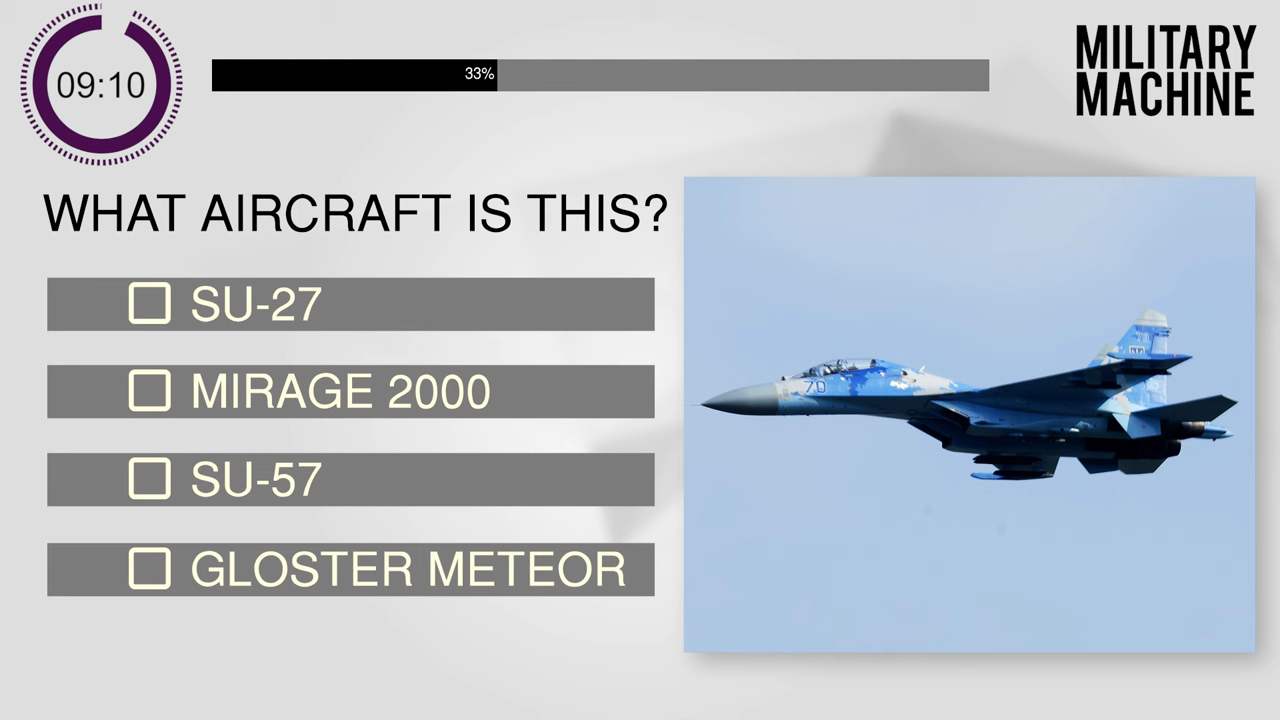 09:10
33%
MILITARY
MACHINE
WHAT AIRCRAFT IS THIS?
SU-27
MIRAGE 2000
SU-57
GLOSTER METEOR
70